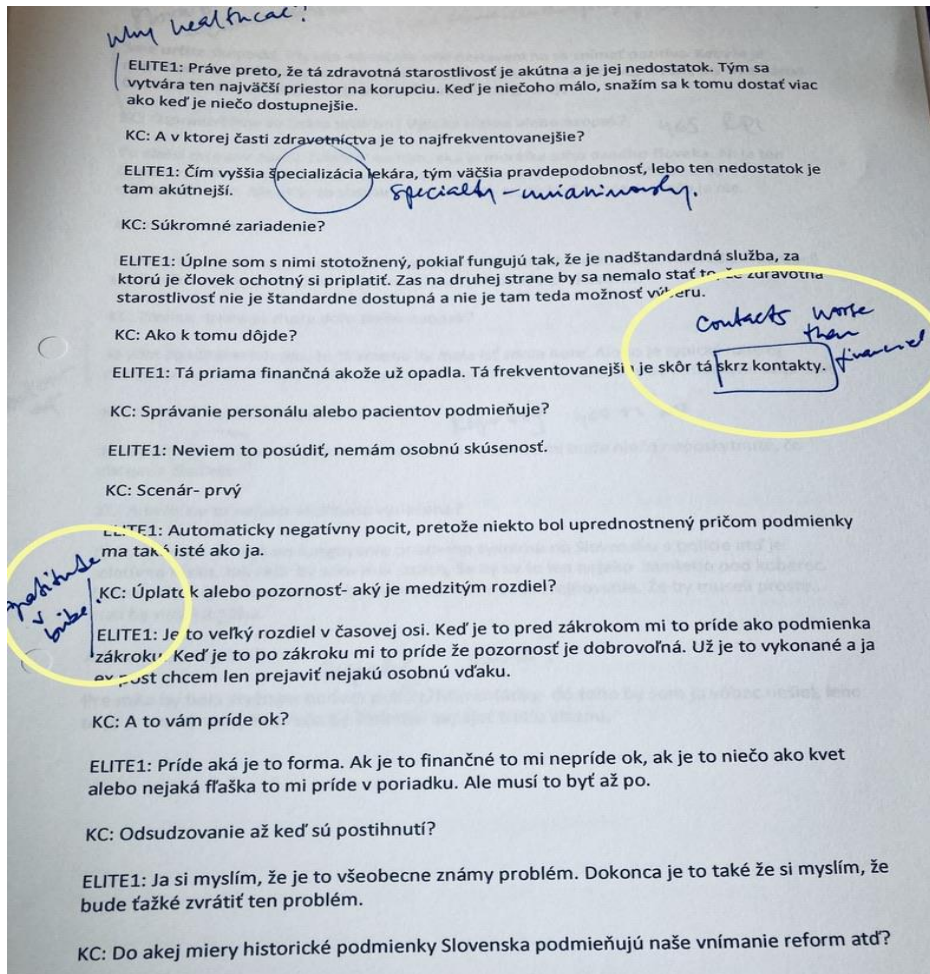 Why healthcare?
ELITE1: Práve preto, že tá zdravotná starostlivosť je akútna a je jej nedostatok. Tým sa
vytvára ten najväčší priestor na korupciu. Keď je niečoho málo, snažím sa k tomu dostať viac
ako keď je niečo dostupnejšie.
KC: A v ktorej časti zdravotníctva je to najfrekventovanejšie?
ELITE1: Čím vyššia špecializácia lekára, tým väčšia pravdepodobnosť, lebo ten nedostatok je
tam akútnejší.
specialty -
KC: Súkromné zariadenie?
ELITE1: Úplne som s nimi stotožnený, pokiaľ fungujú tak, že je nadštandardná služba, za
ktorú je človek ochotný si priplatiť. Zas na druhej strane by sa nemalo stať to, že zdravotná
starostlivosť nie je štandardne dostupná a nie je tam teda možnosť výberu.
contacts worse
than
financial
KC: Ako k tomu dôjde?
ELITE1: Tá priama finančná akože už opadla. Tá frekventovanejšia je skôr tá skrz kontakty.
KC: Správanie personálu alebo pacientov podmieňuje?
ELITE1: Neviem to posúdiť, nemám osobnú skúsenosť.
KC: Scenár- prvý
ELITE1: Automaticky negatívny pocit, pretože niekto bol uprednostnený pričom podmienky
ma také isté ako ja.
gratitude
v
bribe
KC: Úplatok alebo pozornosť- aký je medzitým rozdiel?
ELITE1: Je to veľký rozdiel v časovej osi. Keď je to pred zákrokom mi to príde ako podmienka
zákroku. Keď je to po zákroku mi to príde že pozornosť je dobrovoľná. Už je to vykonané a ja
ex post chcem len prejaviť nejakú osobnú vďaku.
KC: A to vám príde ok?
ELITE1: Príde aká je to forma. Ak je to finančné to mi nepríde ok, ak je to niečo ako kvet
alebo nejaká fľaška to mi príde v poriadku. Ale musí to byť až po.
KC: Odsudzovanie až keď sú postihnutí?
ELITE1: Ja si myslím, že je to všeobecne známy problém. Dokonca je to také že si myslím, že
bude ťažké zvrátiť ten problém.
KC: Do akej miery historické podmienky Slovenska podmieňujú naše vnímanie reform atď?